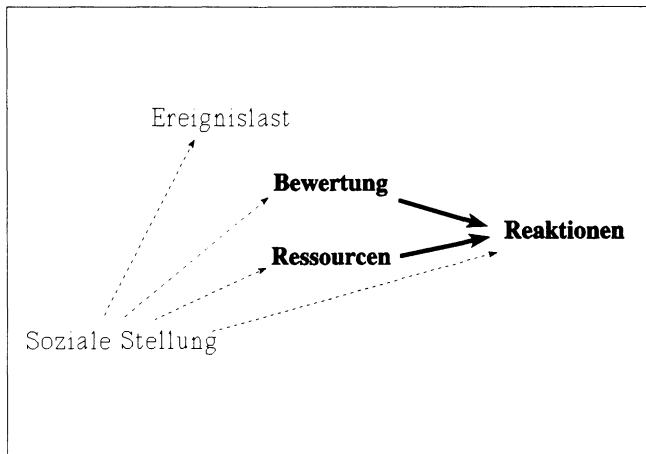 Ereignislast
Bewertung
Reaktionen
Ressourcen
Soziale Stellung